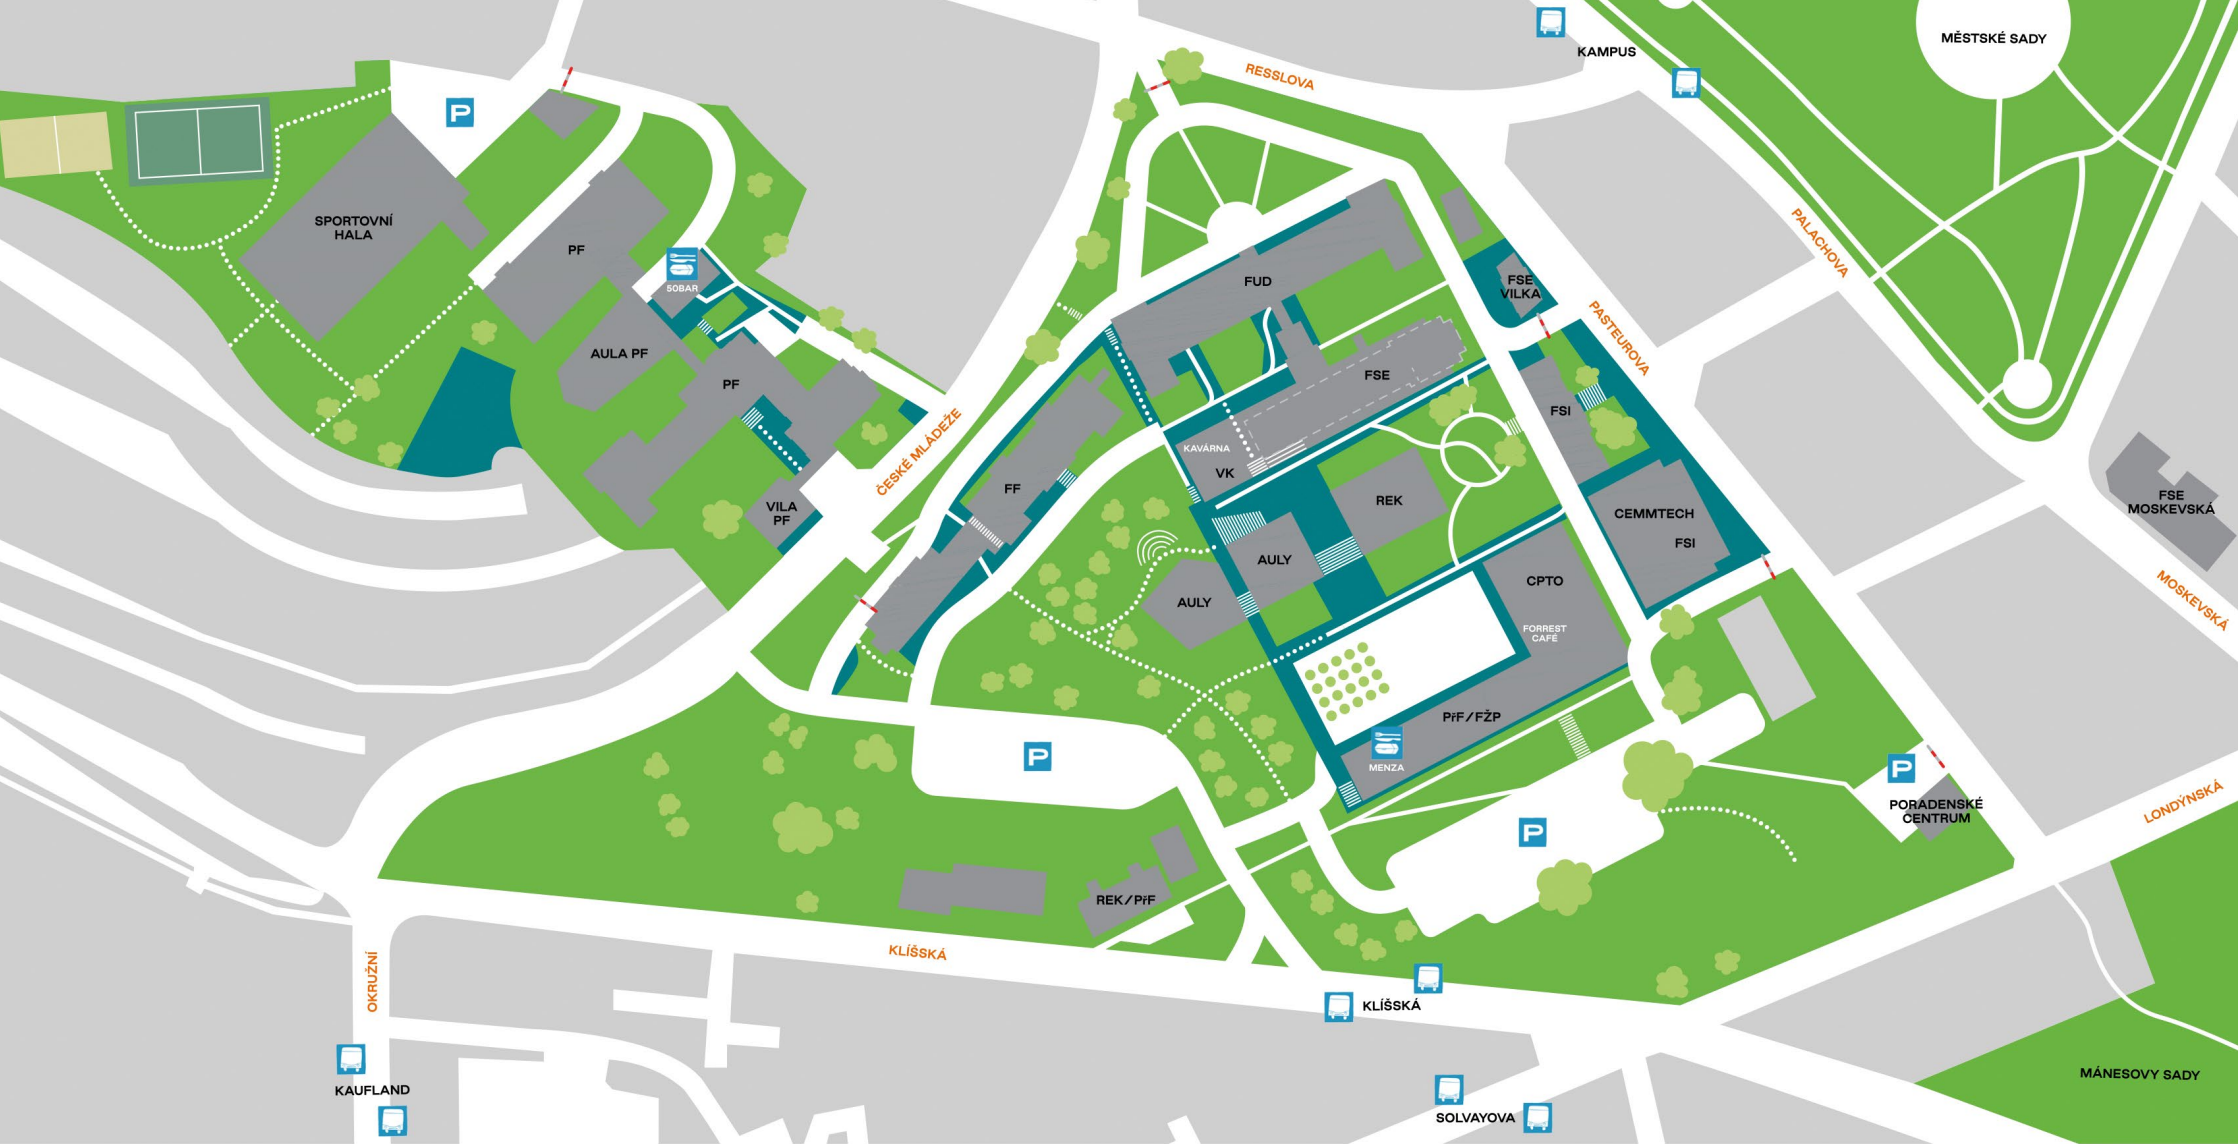 KAMPUS
MĚSTSKÉ SADY
RESSLOVA
P
SPORTOVNÍ
HALA
PF
50BAR
FUD
FSE
VILKA
PALACHOVA
PASTEUROVA
AULA PF
PF
FSE
FSI
ČESKÉ MLÁDEŽE
KAVÁRNA
VK
FF
REK
VILA
PF
CEMMTECH
FSI
FSE
MOSKEVSKÁ
AULY
AULY
CPTO
FORREST
CAFÉ
MOSKEVSKÁ
PřF/FŽP
MENZA
P
P
PORADENSKÉ
CENTRUM
LONDÝNSKÁ
P
REK/PřF
KLÍŠSKÁ
OKRUŽNÍ
KLÍŠSKÁ
KAUFLAND
SOLVAYOVA
MÁNESOVY SADY